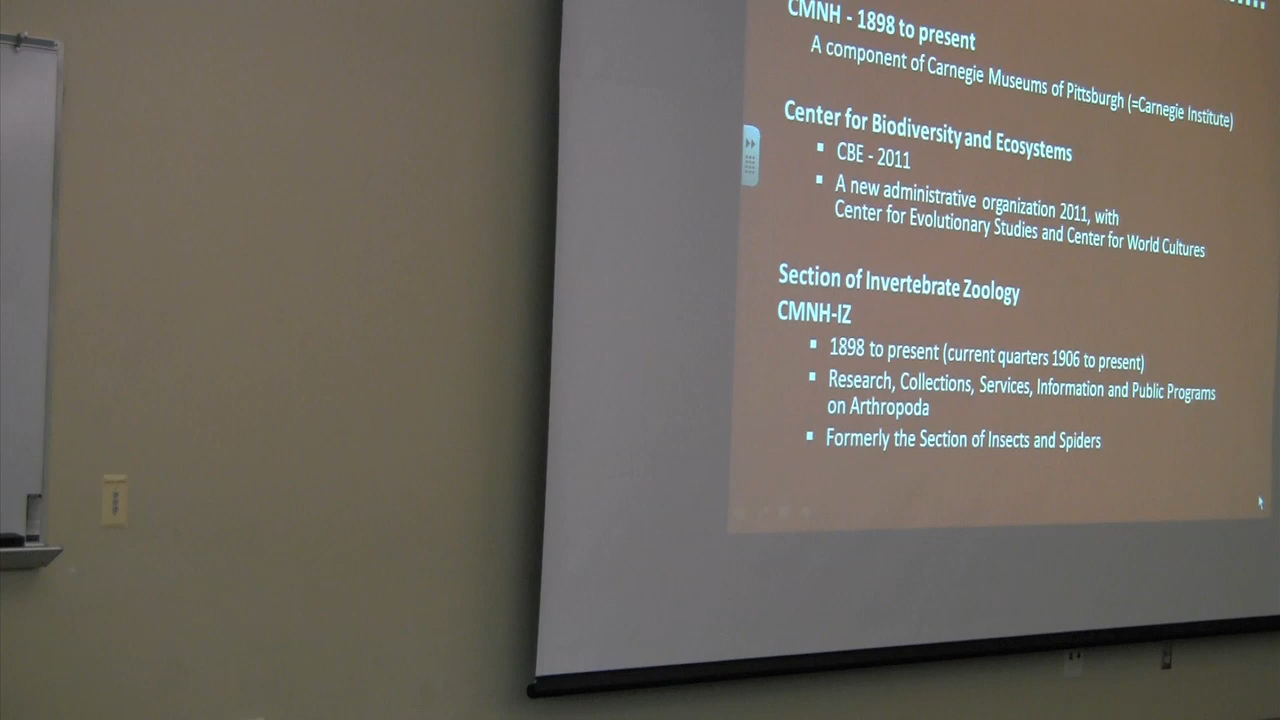 CMNH - 1898 to present
A component of Carnegie Museums of Pittsburgh (=Carnegie Institute)
Center for Biodiversity and Ecosystems
▪ CBE - 2011
▪ A new administrative organization 2011, with
Center for Evolutionary Studies and Center for World Cultures
Section of Invertebrate Zoology
CMNH-IZ
▪ 1898 to present (current quarters 1906 to present)
▪ Research, Collections, Services, Information and Public Programs
on Arthropoda
▪ Formerly the Section of Insects and Spiders